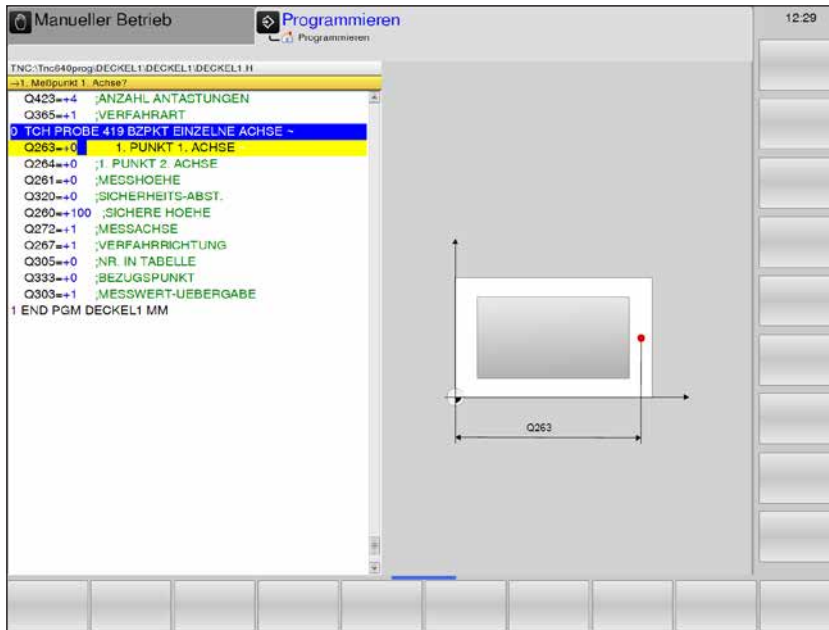 Manueller Betrieb
Programmieren
Programmieren
12:29
TNC:\Tnc640prog\DECKEL1\DECKEL1\DECKEL1.H
→1. Meßpunkt 1. Achse?
Q423=+4 ;ANZAHL ANTASTUNGEN
Q365=+1 ;VERFAHRART
0 TCH PROBE 419 BZPKT EINZELNE ACHSE ~
Q263=+0 1. PUNKT 1. ACHSE
Q264=+0 ;1. PUNKT 2. ACHSE
Q261=+0 ;MESSHOEHE
Q320=+0 ;SICHERHEITS-ABST.
Q260=+100 ;SICHERE HOEHE
Q272=+1 ;MESSACHSE
Q267=+1 ;VERFAHRRICHTUNG
Q305=+0 ;NR. IN TABELLE
Q333=+0 ;BEZUGSPUNKT
Q303=+1 ;MESSWERT-UEBERGABE
1 END PGM DECKEL1 MM
Q263